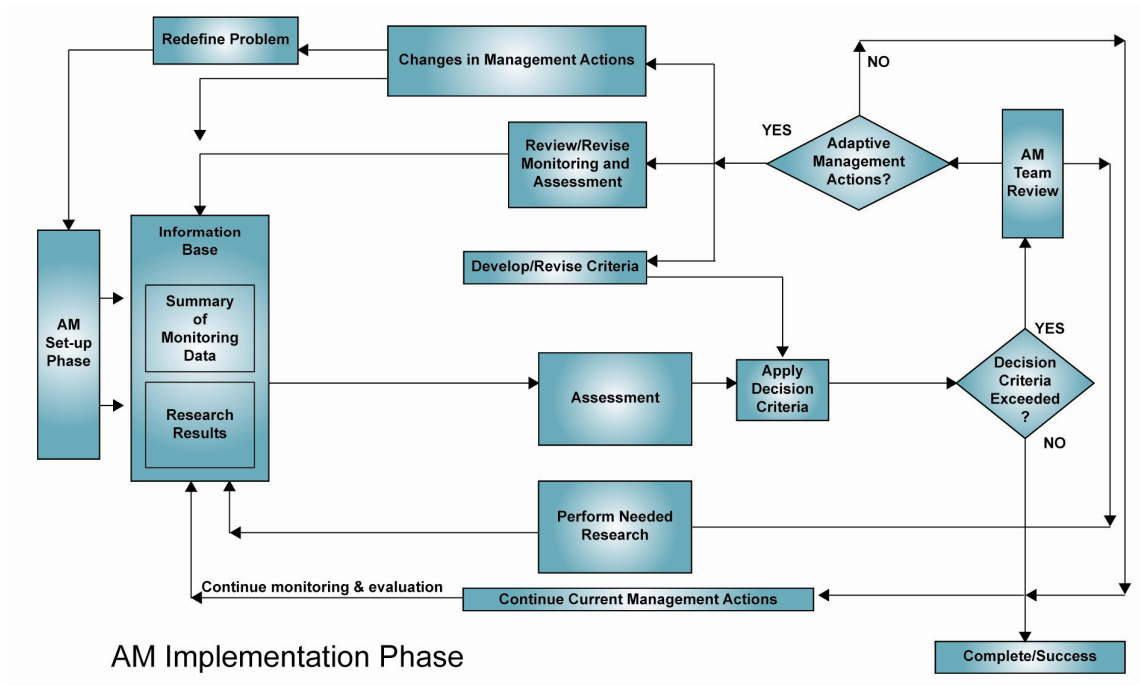 Redefine Problem
Changes in Management Actions
NO
YES
Adaptive
Management
Actions?
AM
Team
Review
Review/Revise
Monitoring and
Assessment
Information
Base
Develop/Revise Criteria
AM
Set-up
Phase
Summary
of
Monitoring
Data
YES
Assessment
Apply
Decision
Criteria
Decision
Criteria
Exceeded
?
Research
Results
NO
Perform Needed
Research
Continue monitoring & evaluation
Continue Current Management Actions
AM Implementation Phase
Complete/Success